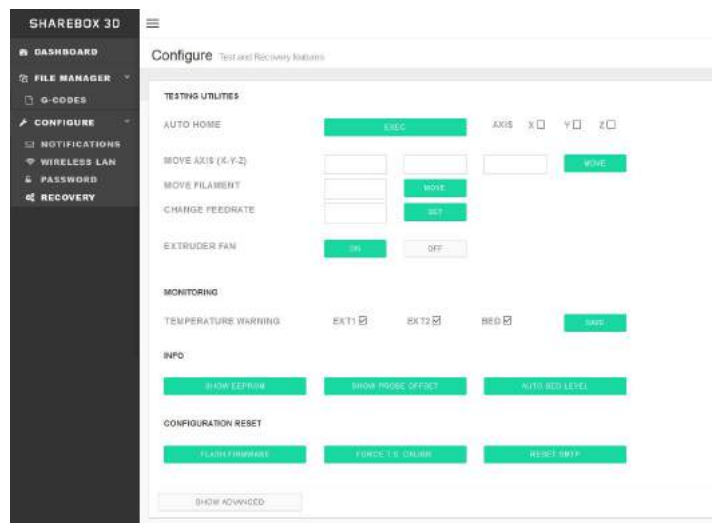 SHAREBOX 3D
DASHBOARD
FILE MANAGER
G-CODES
CONFIGURE
NOTIFICATIONS
WIRELESS LAN
PASSWORD
RECOVERY
Configure Test and Recovery features
TESTING UTILITIES
AUTO HOME EXEC AXIS X Y Z
MOVE AXIS (X-Y-Z) MOVE
MOVE FILAMENT MOVE
CHANGE FEEDRATE SET
EXTRUDER FAN ON OFF
MONITORING
TEMPERATURE WARNING EXT1 EXT2 BED SAVE
INFO
SHOW EEPROM SHOW PROBE OFFSET AUTO BED LEVEL
CONFIGURATION RESET
FLASH FIRMWARE FORCE T.S. CALIBR RESET SMTP
SHOW ADVANCED